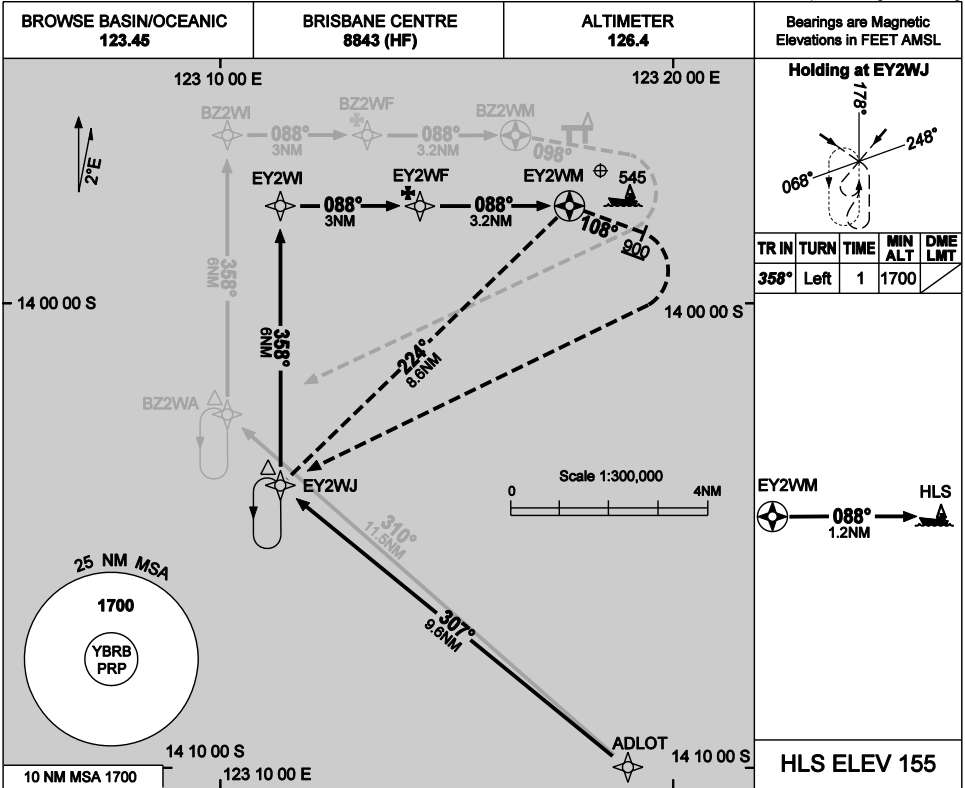 BROWSE BASIN/OCEANIC
123.45
BRISBANE CENTRE
8843 (HF)
ALTIMETER
126.4
Bearings are Magnetic
Elevations in FEET AMSL
123 10 00 E
123 20 00 E
Holding at EY2WJ
178°
248°
068°
2°E
BZ2WI
088°
3NM
BZ2WF
088°
3.2NM
BZ2WM
098°
EY2WI
088°
3NM
EY2WF
088°
3.2NM
EY2WM
545
108°
900
TR IN
TURN
TIME
MIN ALT
DME LMT
358°
Left
1
1700
358°
6NM
14 00 00 S
14 00 00 S
358°
6NM
224°
8.6NM
BZ2WA
EY2WJ
Scale 1:300,000
0
4NM
310°
11.5NM
307°
9.6NM
EY2WM
088°
1.2NM
HLS
25 NM MSA
1700
YBRB
PRP
ADLOT
14 10 00 S
14 10 00 S
10 NM MSA 1700
123 10 00 E
HLS ELEV 155